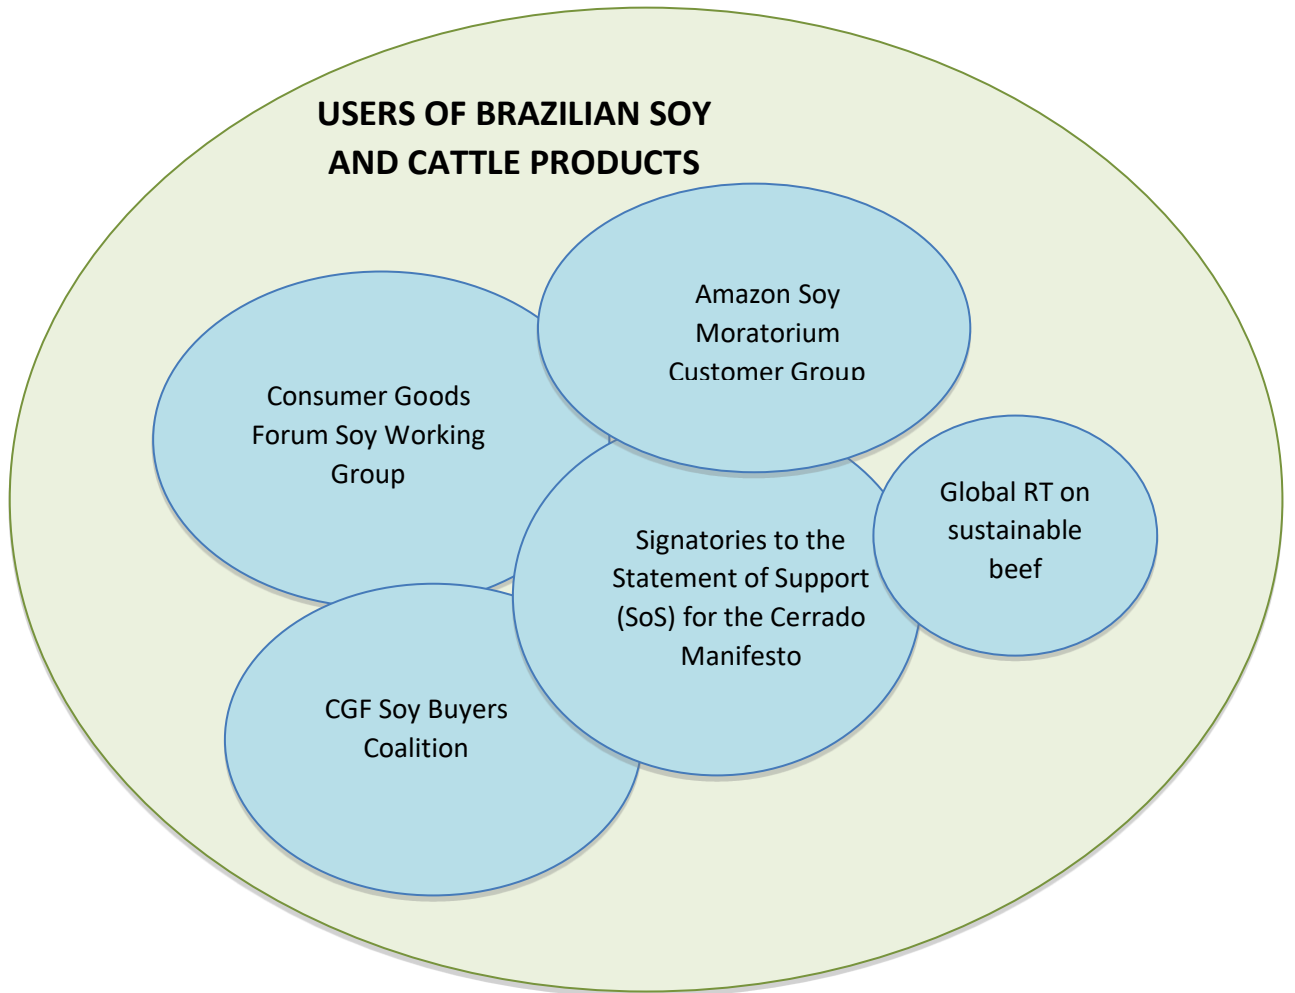 USERS OF BRAZILIAN SOY
AND CATTLE PRODUCTS
Amazon Soy
Moratorium
Customer Group
Consumer Goods
Forum Soy Working
Group
Global RT on
sustainable
beef
Signatories to the
Statement of Support
(SoS) for the Cerrado
Manifesto
CGF Soy Buyers
Coalition